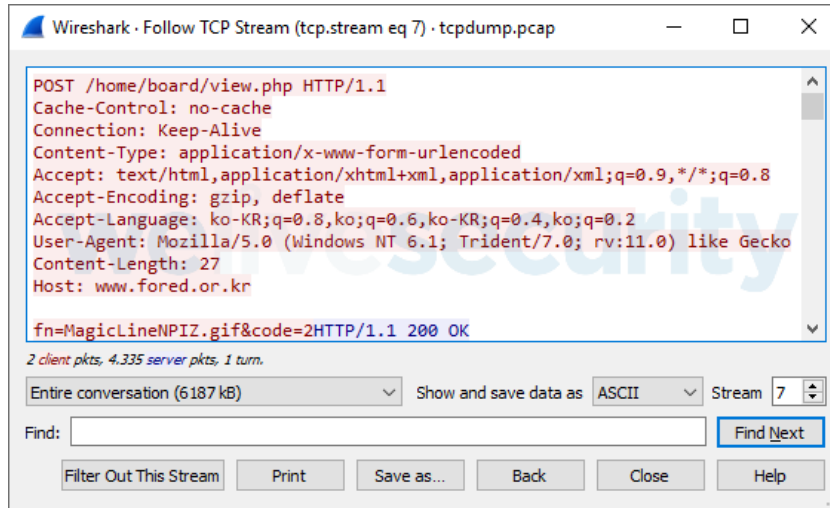 Wireshark · Follow TCP Stream (tcp.stream eq 7) · tcpdump.pcap
POST /home/board/view.php HTTP/1.1
Cache-Control: no-cache
Connection: Keep-Alive
Content-Type: application/x-www-form-urlencoded
Accept: text/html,application/xhtml+xml,application/xml;q=0.9,*/*;q=0.8
Accept-Encoding: gzip, deflate
Accept-Language: ko-KR;q=0.8,ko;q=0.6,ko-KR;q=0.4,ko;q=0.2
User-Agent: Mozilla/5.0 (Windows NT 6.1; Trident/7.0; rv:11.0) like Gecko
Content-Length: 27
Host: www.fored.or.kr
welivesecurity
fn=MagicLineNPIZ.gif&code=2HTTP/1.1 200 OK
2 client pkts, 4.335 server pkts, 1 turn.
Entire conversation (6187 kB) Show and save data as ASCII Stream 7
Find: Find Next
Filter Out This Stream Print Save as... Back Close Help